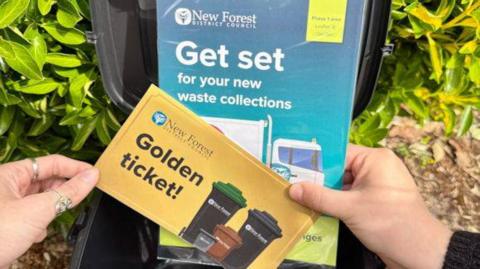 New Forest
DISTRICT COUNCIL
Get set
for your new
waste collections
New Forest
DISTRICT COUNCIL
Golden
ticket!